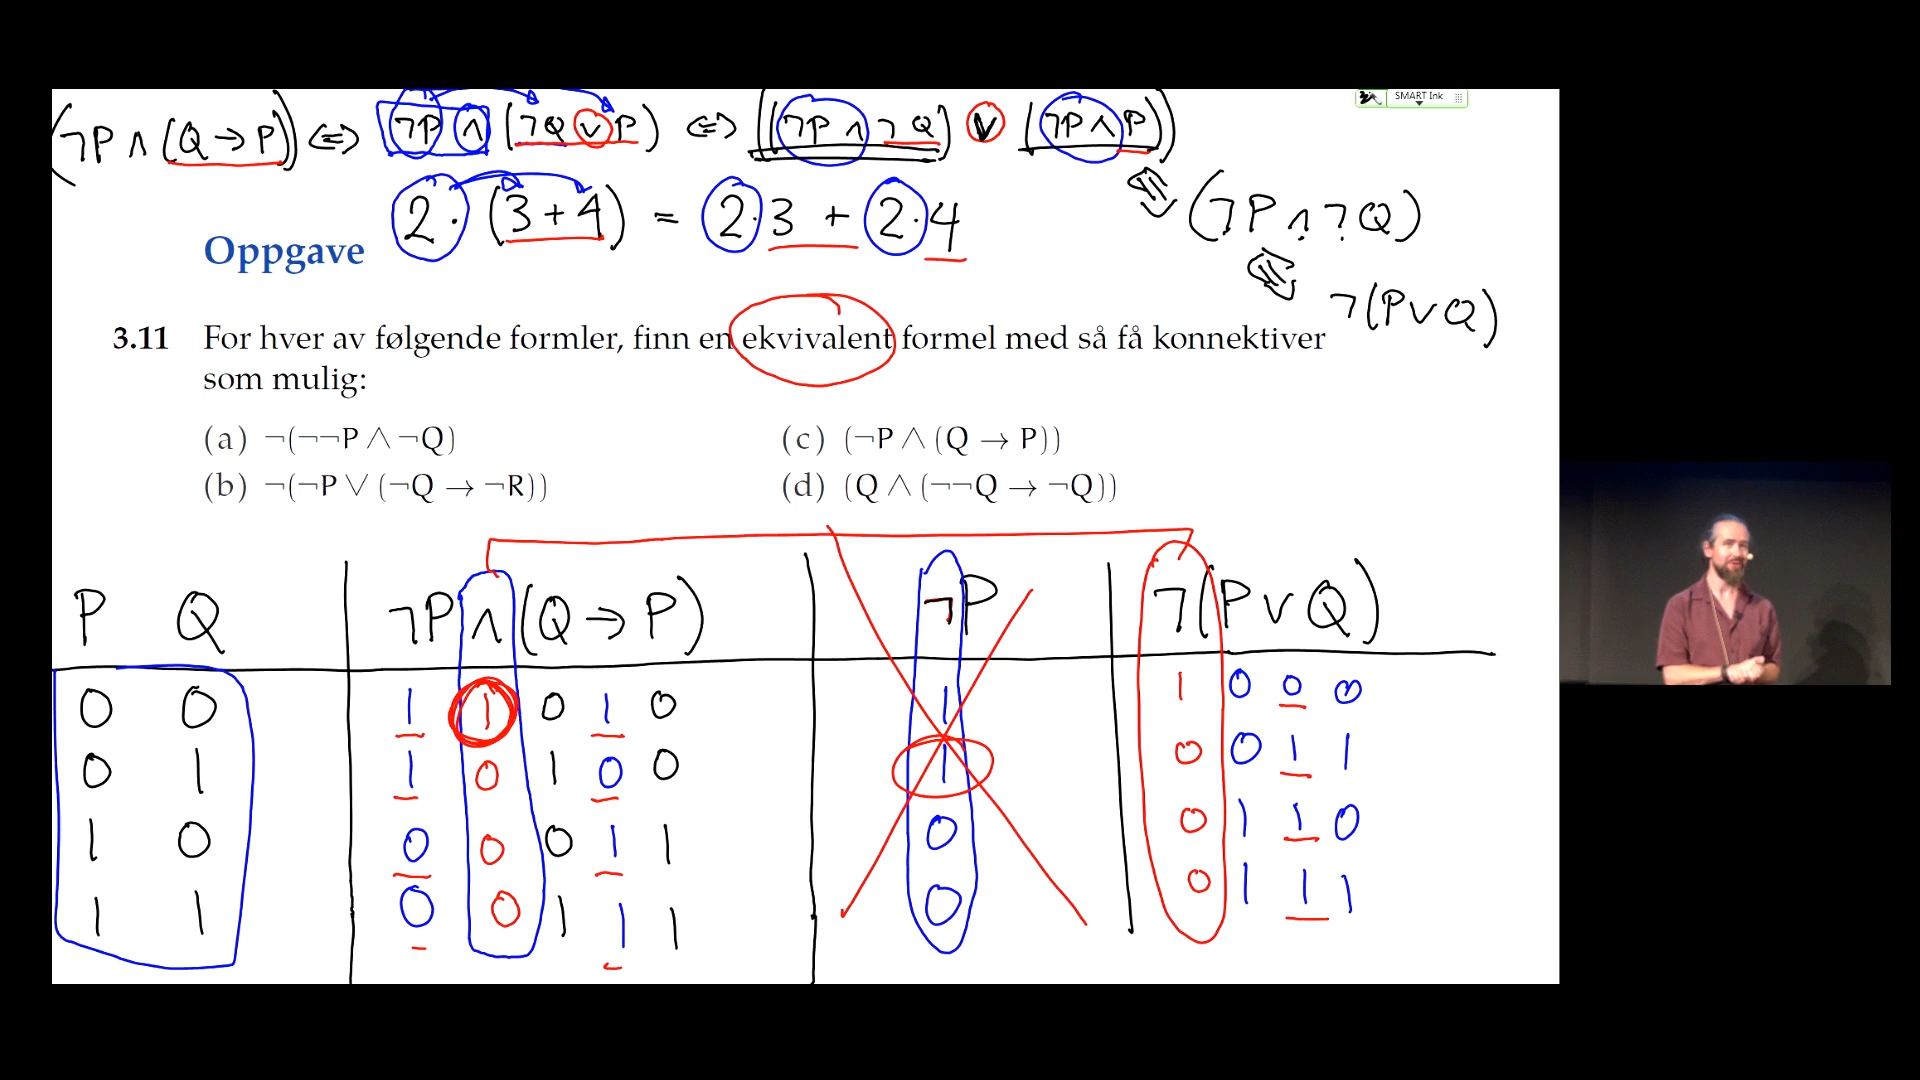 SMART Ink
(¬P ∧ (Q → P)) ⇔ ¬P ∧ (¬Q ∨ P) ⇔ ((¬P ∧ ¬Q) ∨ (¬P ∧ P))
2 · (3 + 4) = 2 · 3 + 2 · 4
⇔ (¬P ∧ ¬Q)
⇔ ¬(P ∨ Q)
Oppgave
3.11 For hver av følgende formler, finn en ekvivalent formel med så få konnektiver
som mulig:
(a) ¬(¬¬P ∧ ¬Q)
(b) ¬(¬P ∨ (¬Q → ¬R))
(c) (¬P ∧ (Q → P))
(d) (Q ∧ (¬¬Q → ¬Q))
P Q ¬P ∧ (Q → P) ¬P ¬(P ∨ Q)
0 0 1 1 0 1 0 1 1 0 0 0
0 1 1 0 1 0 0 1 0 0 1 1
1 0 0 0 0 1 1 0 0 1 1 0
1 1 0 0 1 1 1 0 0 1 1 1